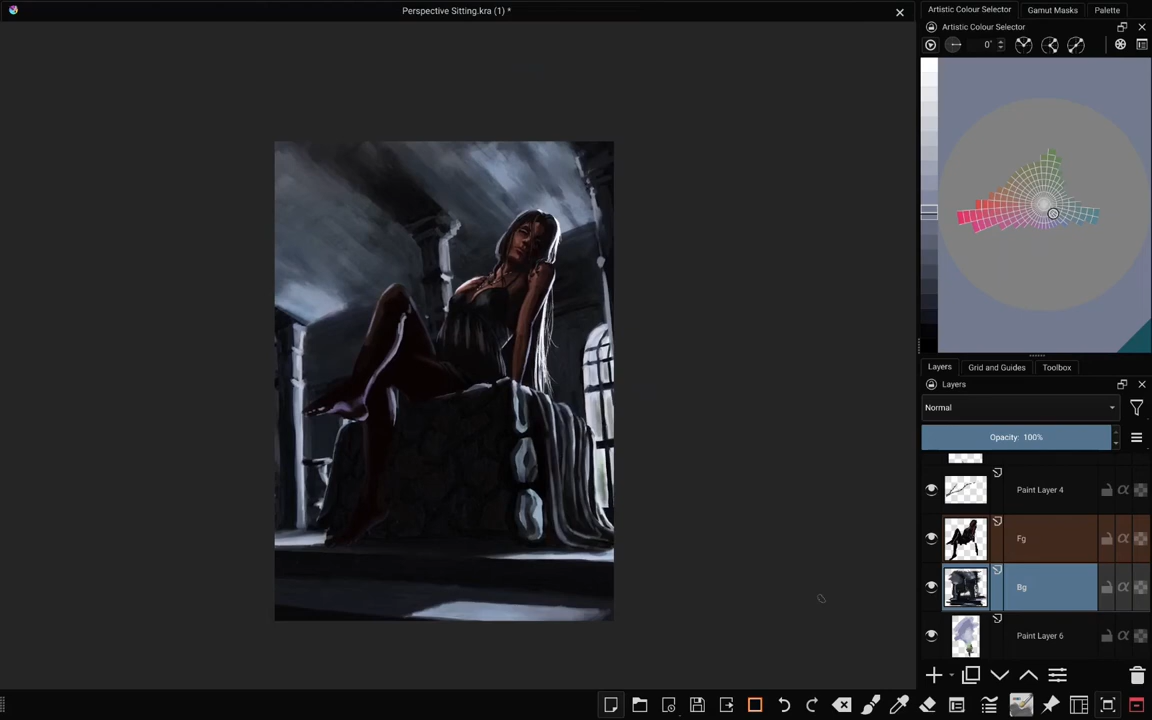 Perspective Sitting.kra (1) *
Artistic Colour Selector
Gamut Masks
Palette
Artistic Colour Selector
0°
Layers
Grid and Guides
Toolbox
Layers
Normal
Opacity: 100%
Paint Layer 4
Fg
Bg
Paint Layer 6